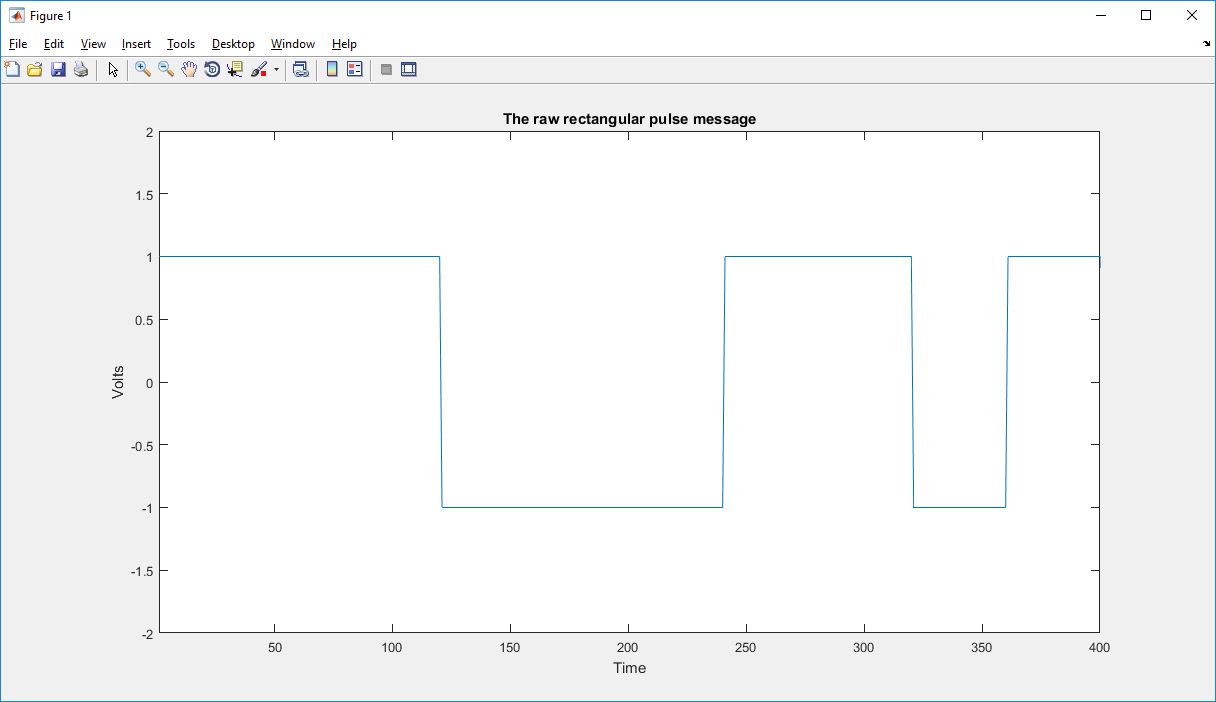 Figure 1
File Edit View Insert Tools Desktop Window Help
The raw rectangular pulse message
2
1.5
1
0.5
0
-0.5
-1
-1.5
-2
Volts
50 100 150 200 250 300 350 400
Time